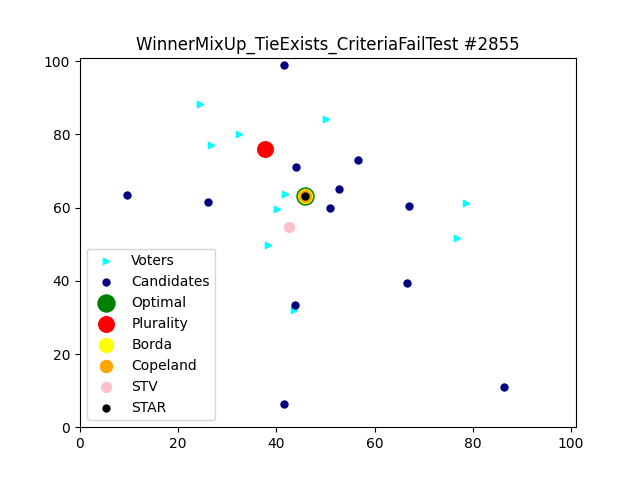 WinnerMixUp_TieExists_CriteriaFailTest #2855
100
80
60
40
20
0
Voters
Candidates
Optimal
Plurality
Borda
Copeland
STV
STAR
0 20 40 60 80 100